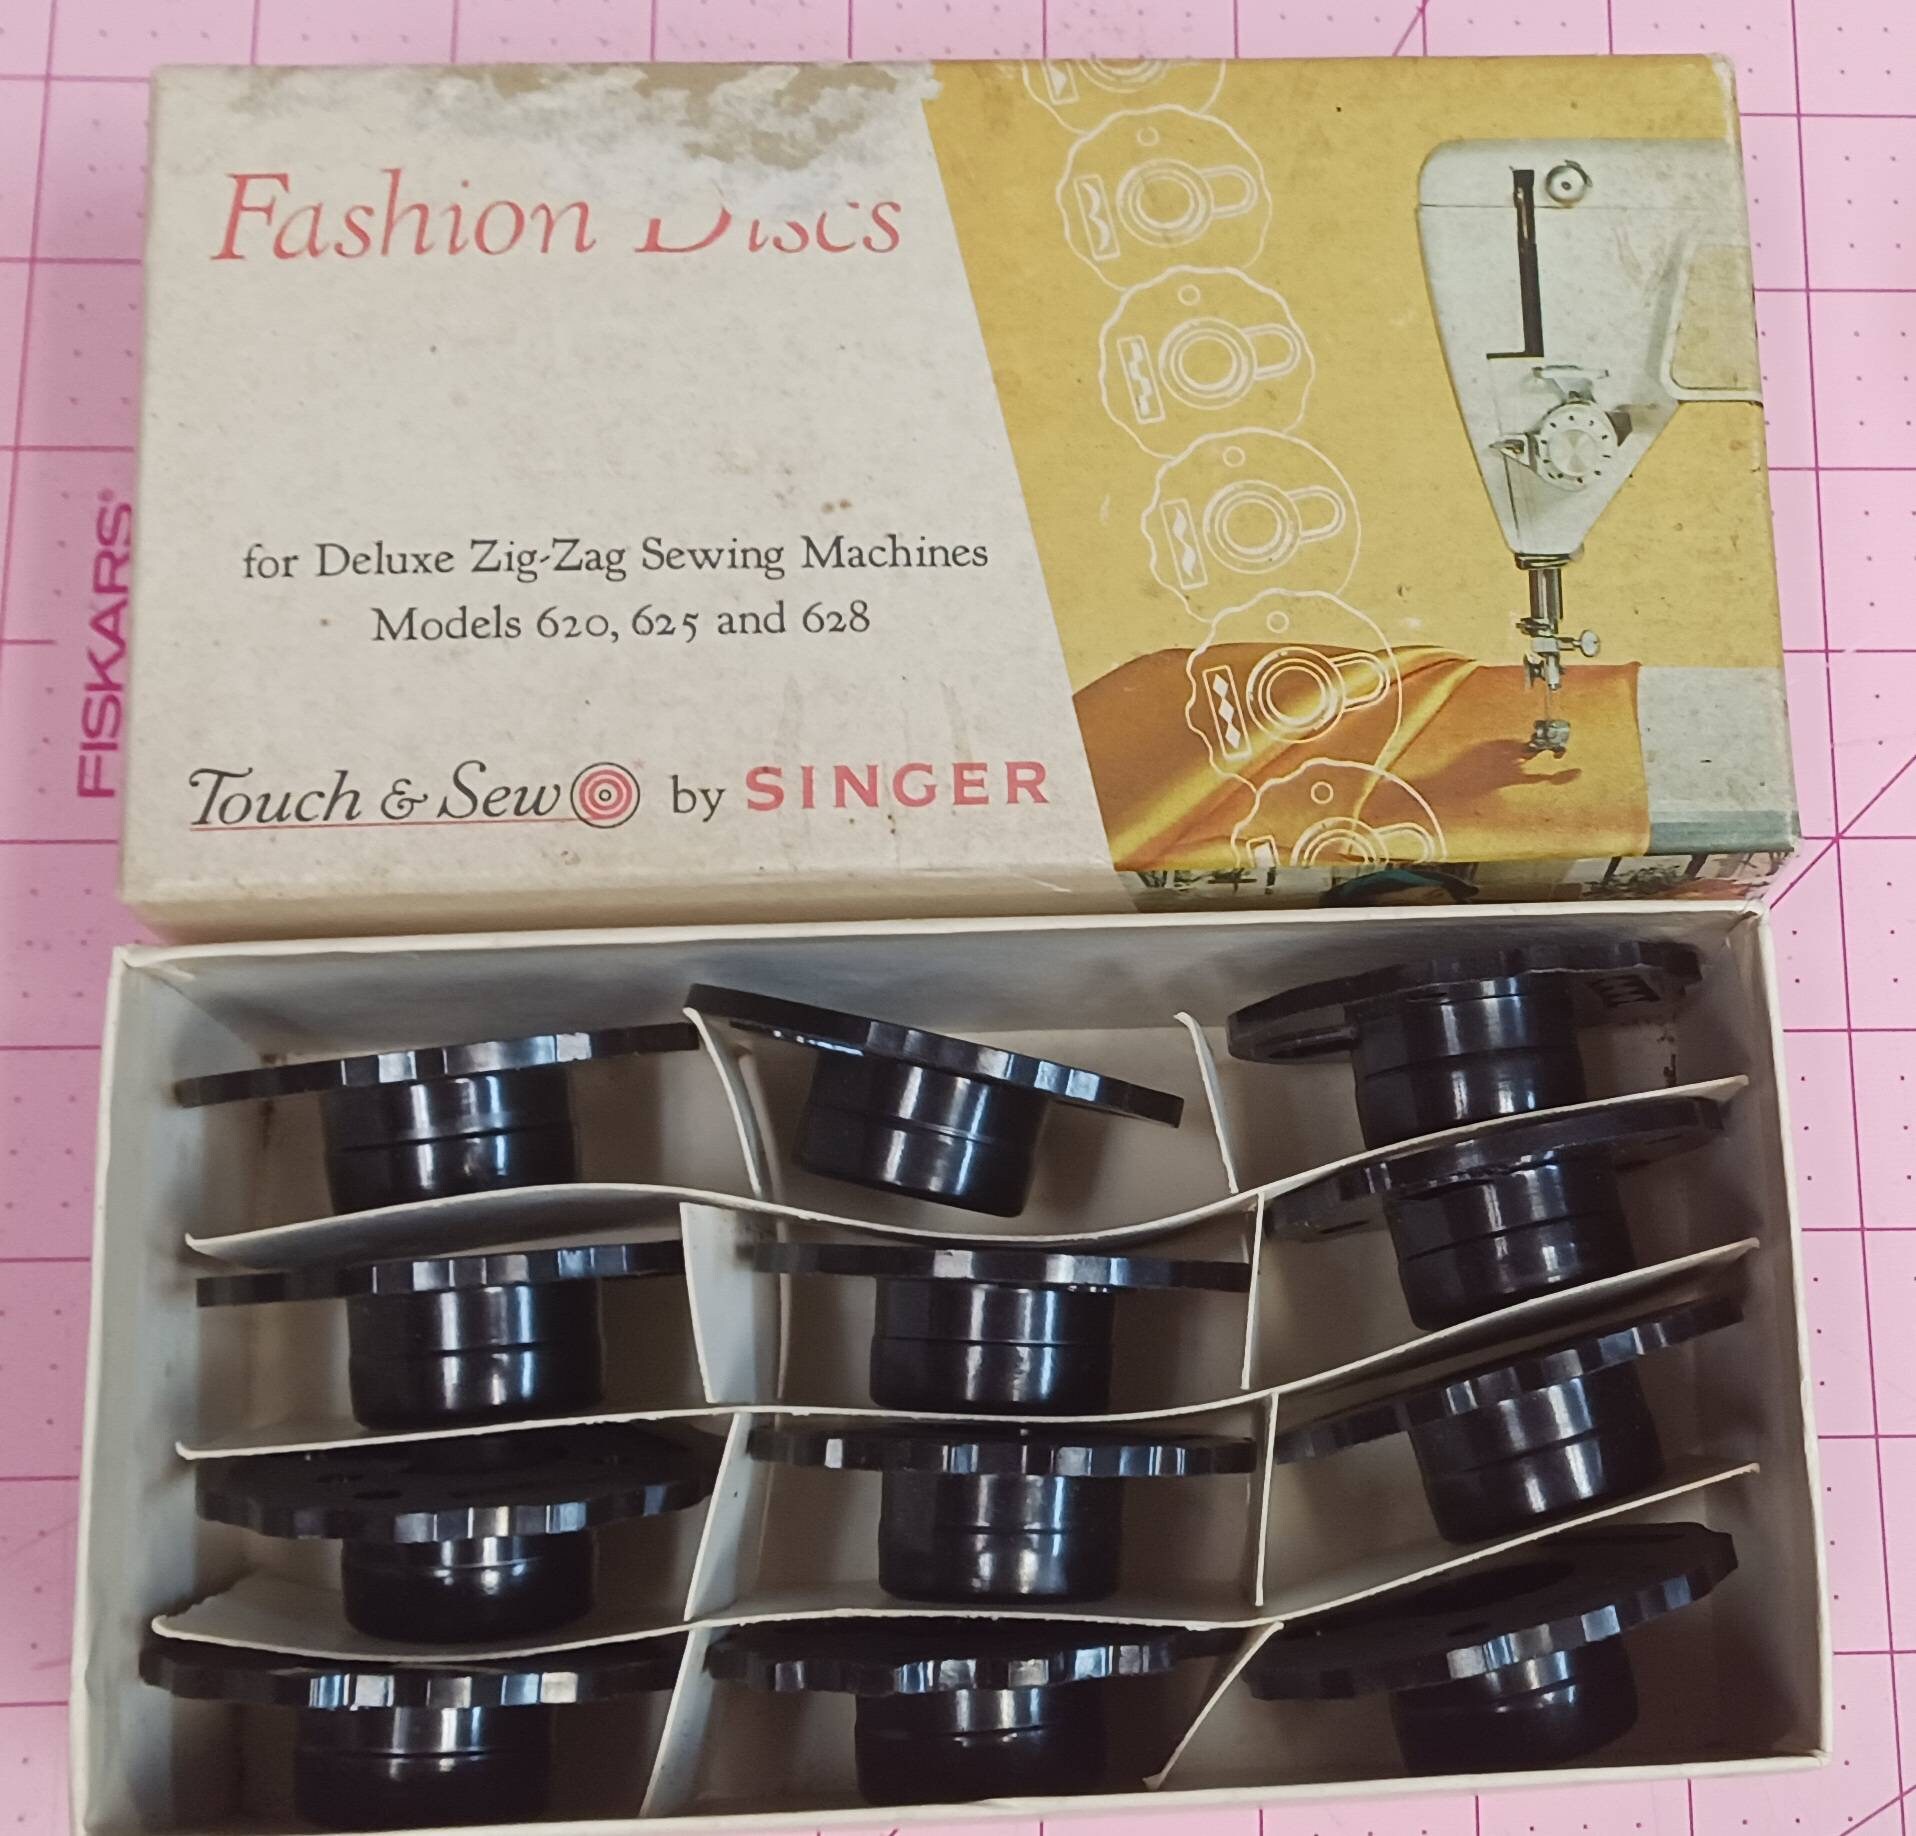 Fashion Discs
for Deluxe Zig-Zag Sewing Machines
Models 620, 625 and 628
Touch & Sew by SINGER
FISKARS®